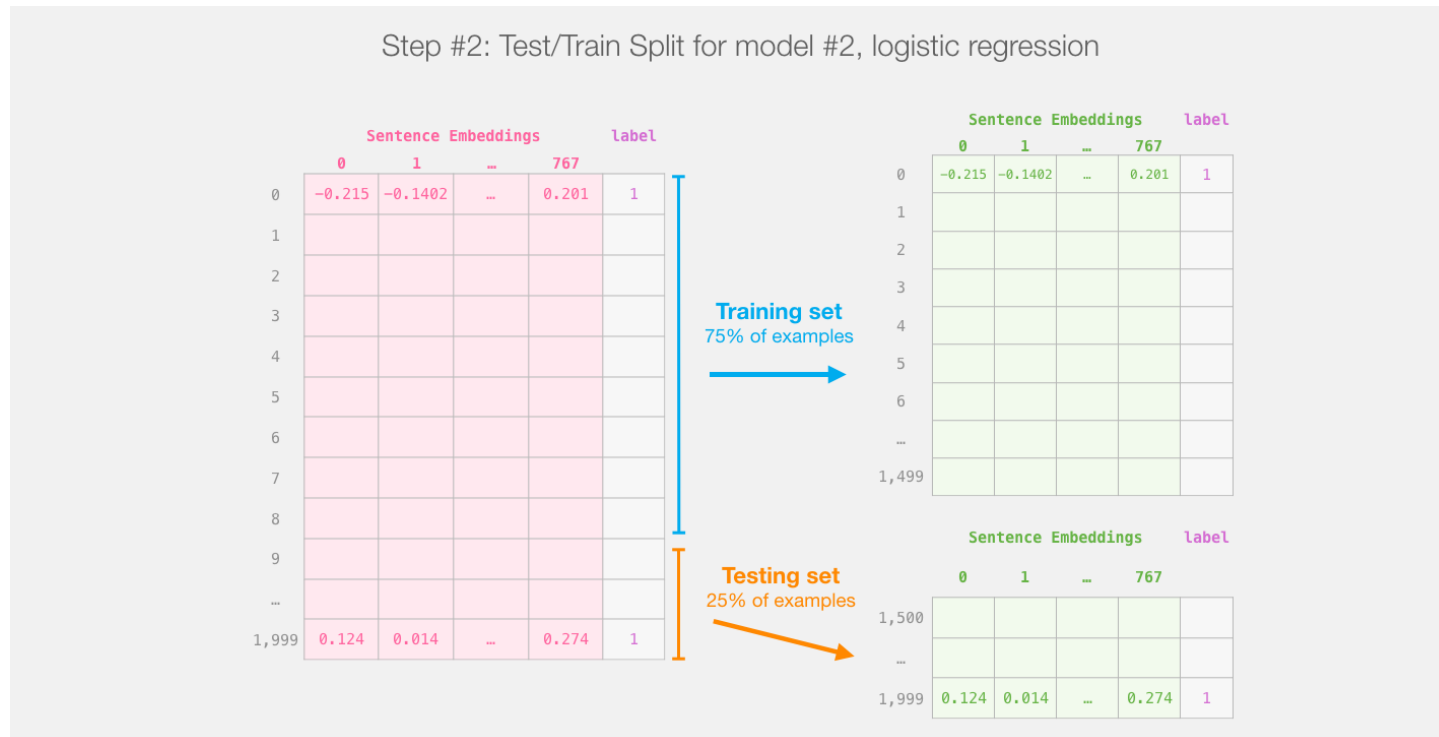 Step #2: Test/Train Split for model #2, logistic regression
Sentence Embeddings label
0 1 … 767
0 -0.215 -0.1402 … 0.201 1
1
2
3
4
5
6
7
8
9
…
1,999 0.124 0.014 … 0.274 1
Training set
75% of examples
Testing set
25% of examples
Sentence Embeddings label
0 1 … 767
0 -0.215 -0.1402 … 0.201 1
1
2
3
4
5
6
…
1,499
Sentence Embeddings label
0 1 … 767
1,500
…
1,999 0.124 0.014 … 0.274 1